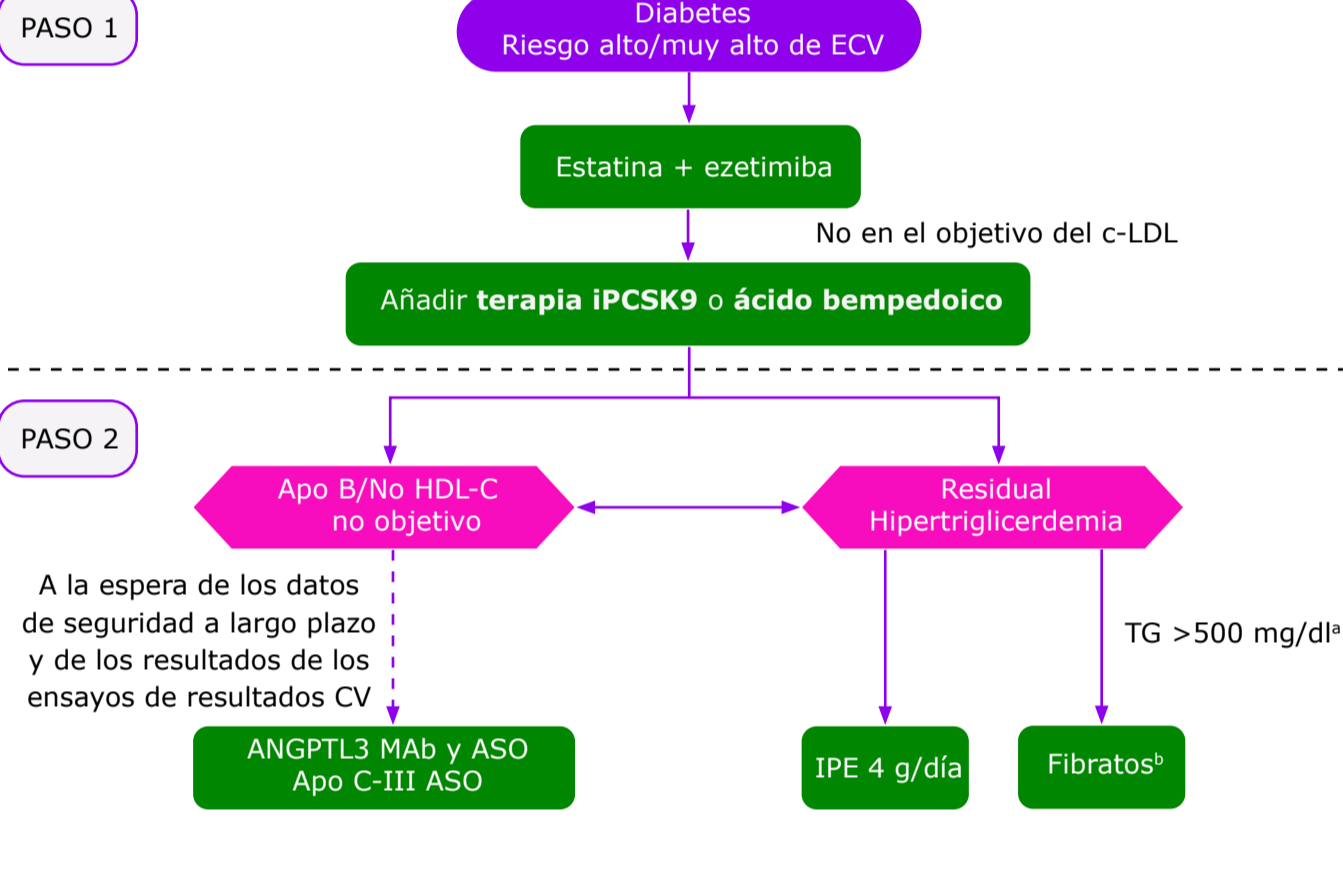 PASO 1
Diabetes
Riesgo alto/muy alto de ECV
Estatina + ezetimiba
No en el objetivo del c-LDL
Añadir terapia iPCSK9 o ácido bempedoico
PASO 2
Apo B/No HDL-C
no objetivo
Residual
Hipertriglicerdemia
A la espera de los datos
de seguridad a largo plazo
y de los resultados de los
ensayos de resultados CV
TG >500 mg/dlᵃ
ANGPTL3 MAb y ASO
Apo C-III ASO
IPE 4 g/día
Fibratosᵇ